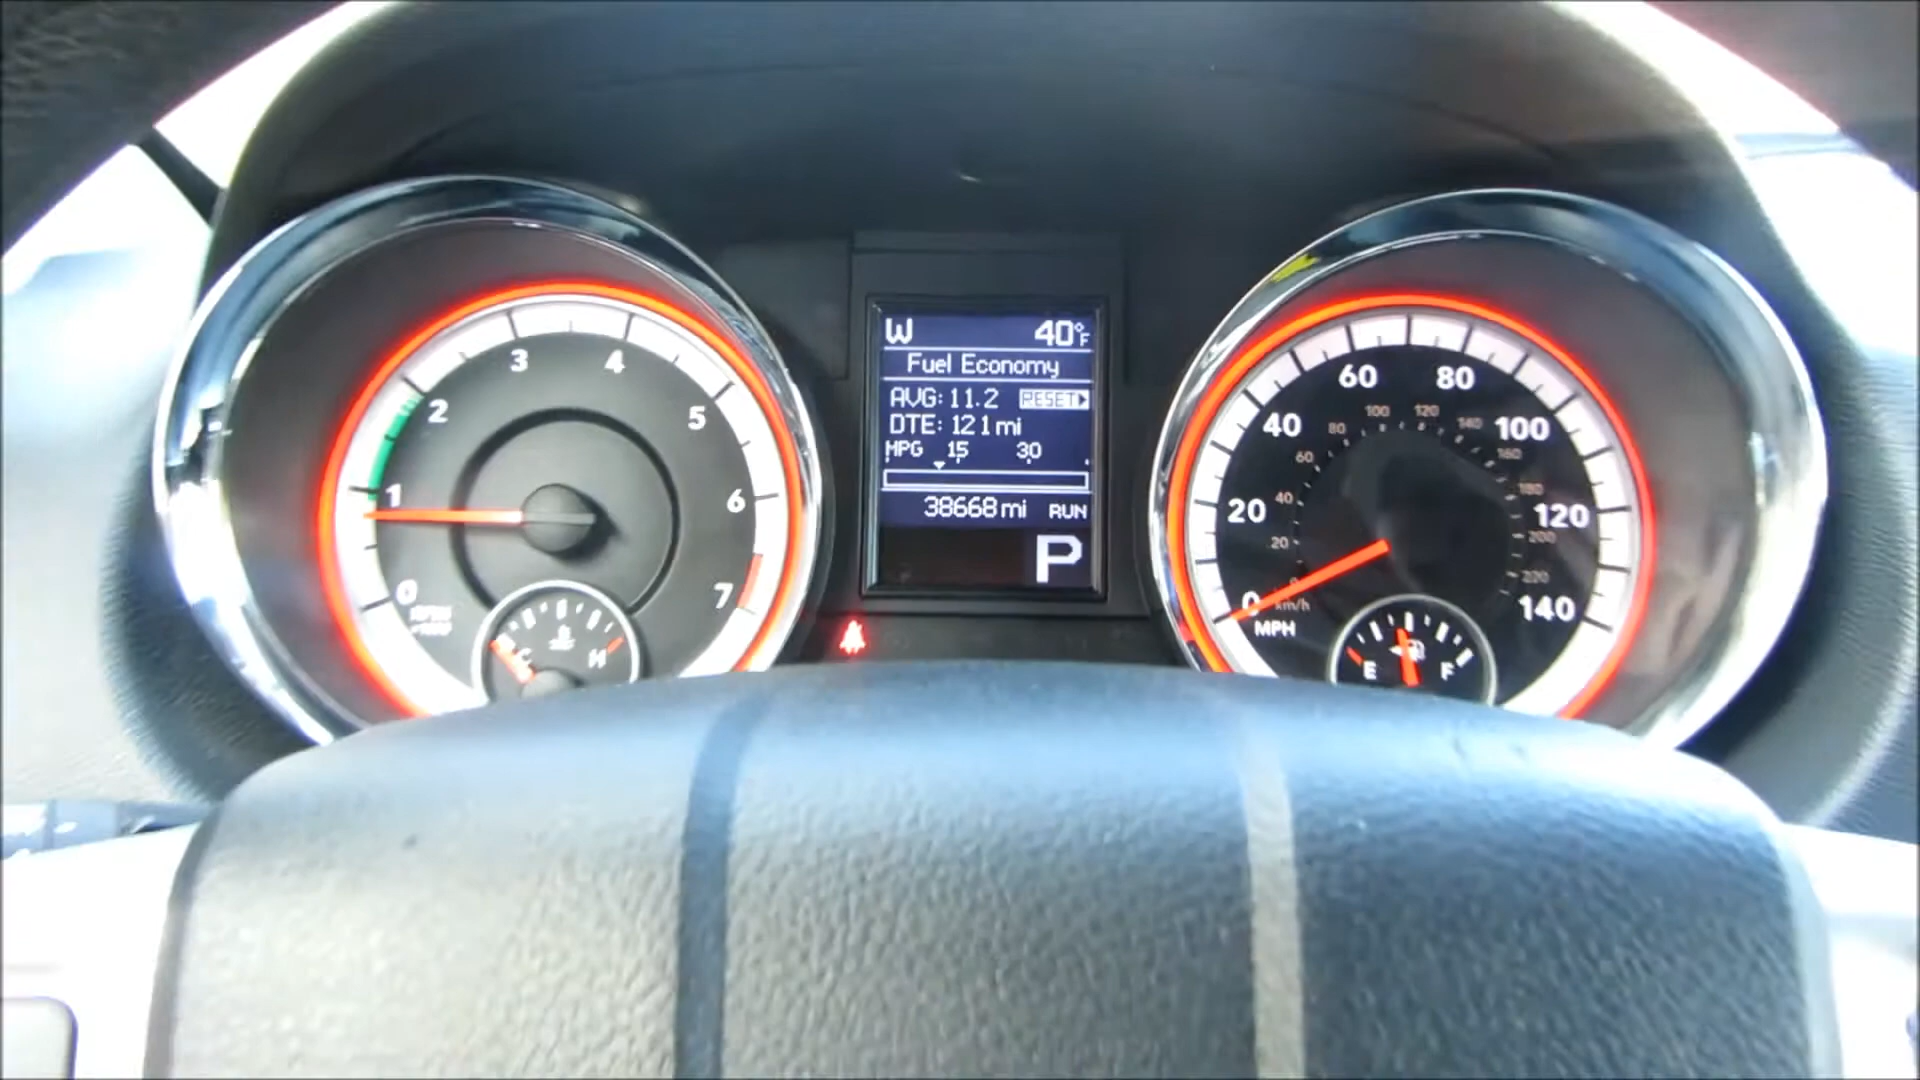 W 40°F
Fuel Economy
AVG: 11.2 RESET
DTE: 121 mi
MPG 15 30
38668 mi RUN
P
0 1 2 3 4 5 6 7
C H
0 20 40 60 80 100 120 140
MPH
20 40 60 80 100 120 140 160 180 200 220
km/h
E F